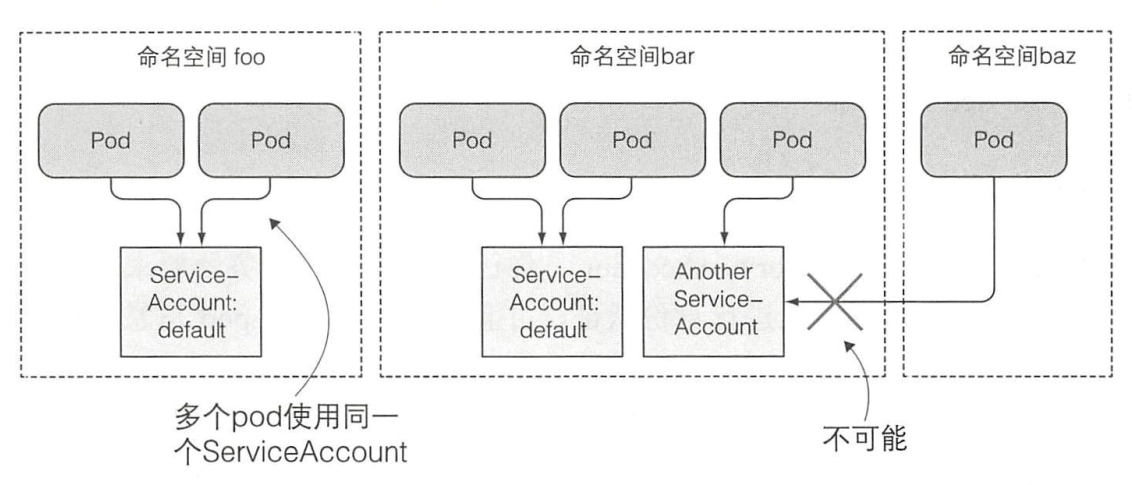 命名空间 foo
命名空间bar
命名空间baz
Pod
Pod
Pod
Pod
Pod
Pod
Service–
Account:
default
Service–
Account:
default
Another
Service–
Account
多个pod使用同一
个ServiceAccount
不可能